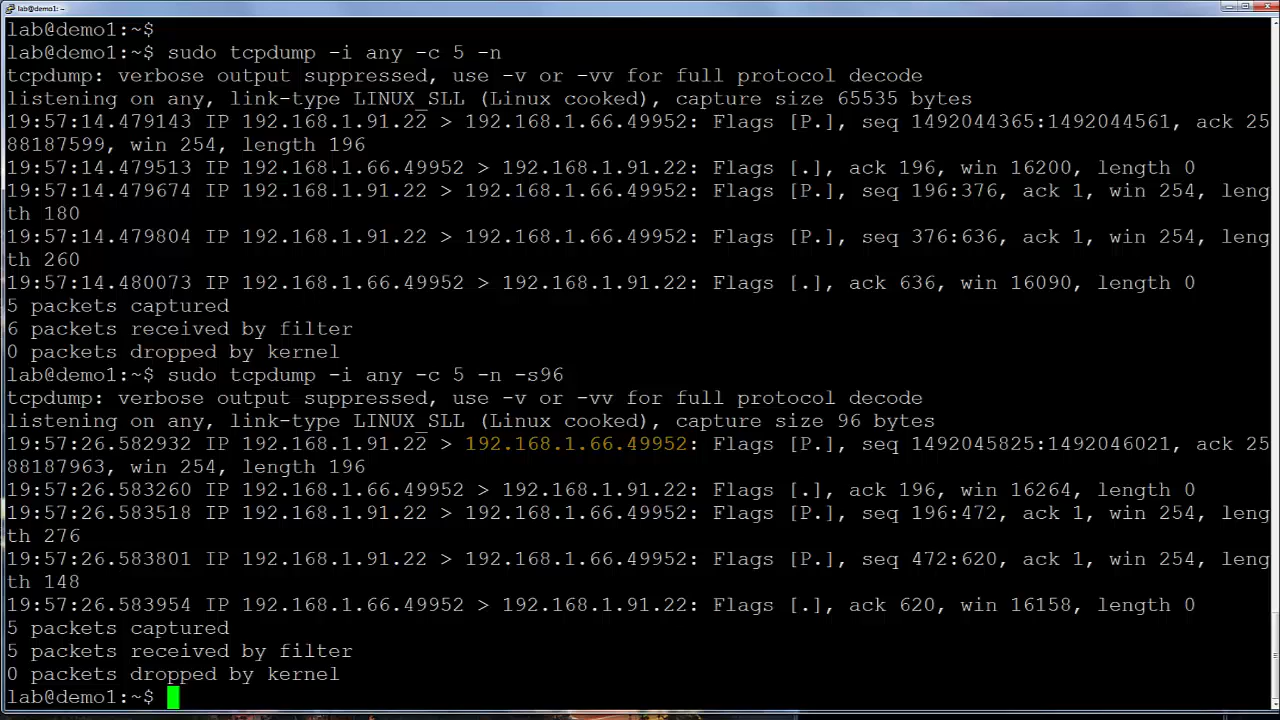 lab@demo1: ~
lab@demo1:~$
lab@demo1:~$ sudo tcpdump -i any -c 5 -n
tcpdump: verbose output suppressed, use -v or -vv for full protocol decode
listening on any, link-type LINUX_SLL (Linux cooked), capture size 65535 bytes
19:57:14.479143 IP 192.168.1.91.22 > 192.168.1.66.49952: Flags [P.], seq 1492044365:1492044561, ack 25
88187599, win 254, length 196
19:57:14.479513 IP 192.168.1.66.49952 > 192.168.1.91.22: Flags [.], ack 196, win 16200, length 0
19:57:14.479674 IP 192.168.1.91.22 > 192.168.1.66.49952: Flags [P.], seq 196:376, ack 1, win 254, leng
th 180
19:57:14.479804 IP 192.168.1.91.22 > 192.168.1.66.49952: Flags [P.], seq 376:636, ack 1, win 254, leng
th 260
19:57:14.480073 IP 192.168.1.66.49952 > 192.168.1.91.22: Flags [.], ack 636, win 16090, length 0
5 packets captured
6 packets received by filter
0 packets dropped by kernel
lab@demo1:~$ sudo tcpdump -i any -c 5 -n -s96
tcpdump: verbose output suppressed, use -v or -vv for full protocol decode
listening on any, link-type LINUX_SLL (Linux cooked), capture size 96 bytes
19:57:26.582932 IP 192.168.1.91.22 > 192.168.1.66.49952: Flags [P.], seq 1492045825:1492046021, ack 25
88187963, win 254, length 196
19:57:26.583260 IP 192.168.1.66.49952 > 192.168.1.91.22: Flags [.], ack 196, win 16264, length 0
19:57:26.583518 IP 192.168.1.91.22 > 192.168.1.66.49952: Flags [P.], seq 196:472, ack 1, win 254, leng
th 276
19:57:26.583801 IP 192.168.1.91.22 > 192.168.1.66.49952: Flags [P.], seq 472:620, ack 1, win 254, leng
th 148
19:57:26.583954 IP 192.168.1.66.49952 > 192.168.1.91.22: Flags [.], ack 620, win 16158, length 0
5 packets captured
5 packets received by filter
0 packets dropped by kernel
lab@demo1:~$